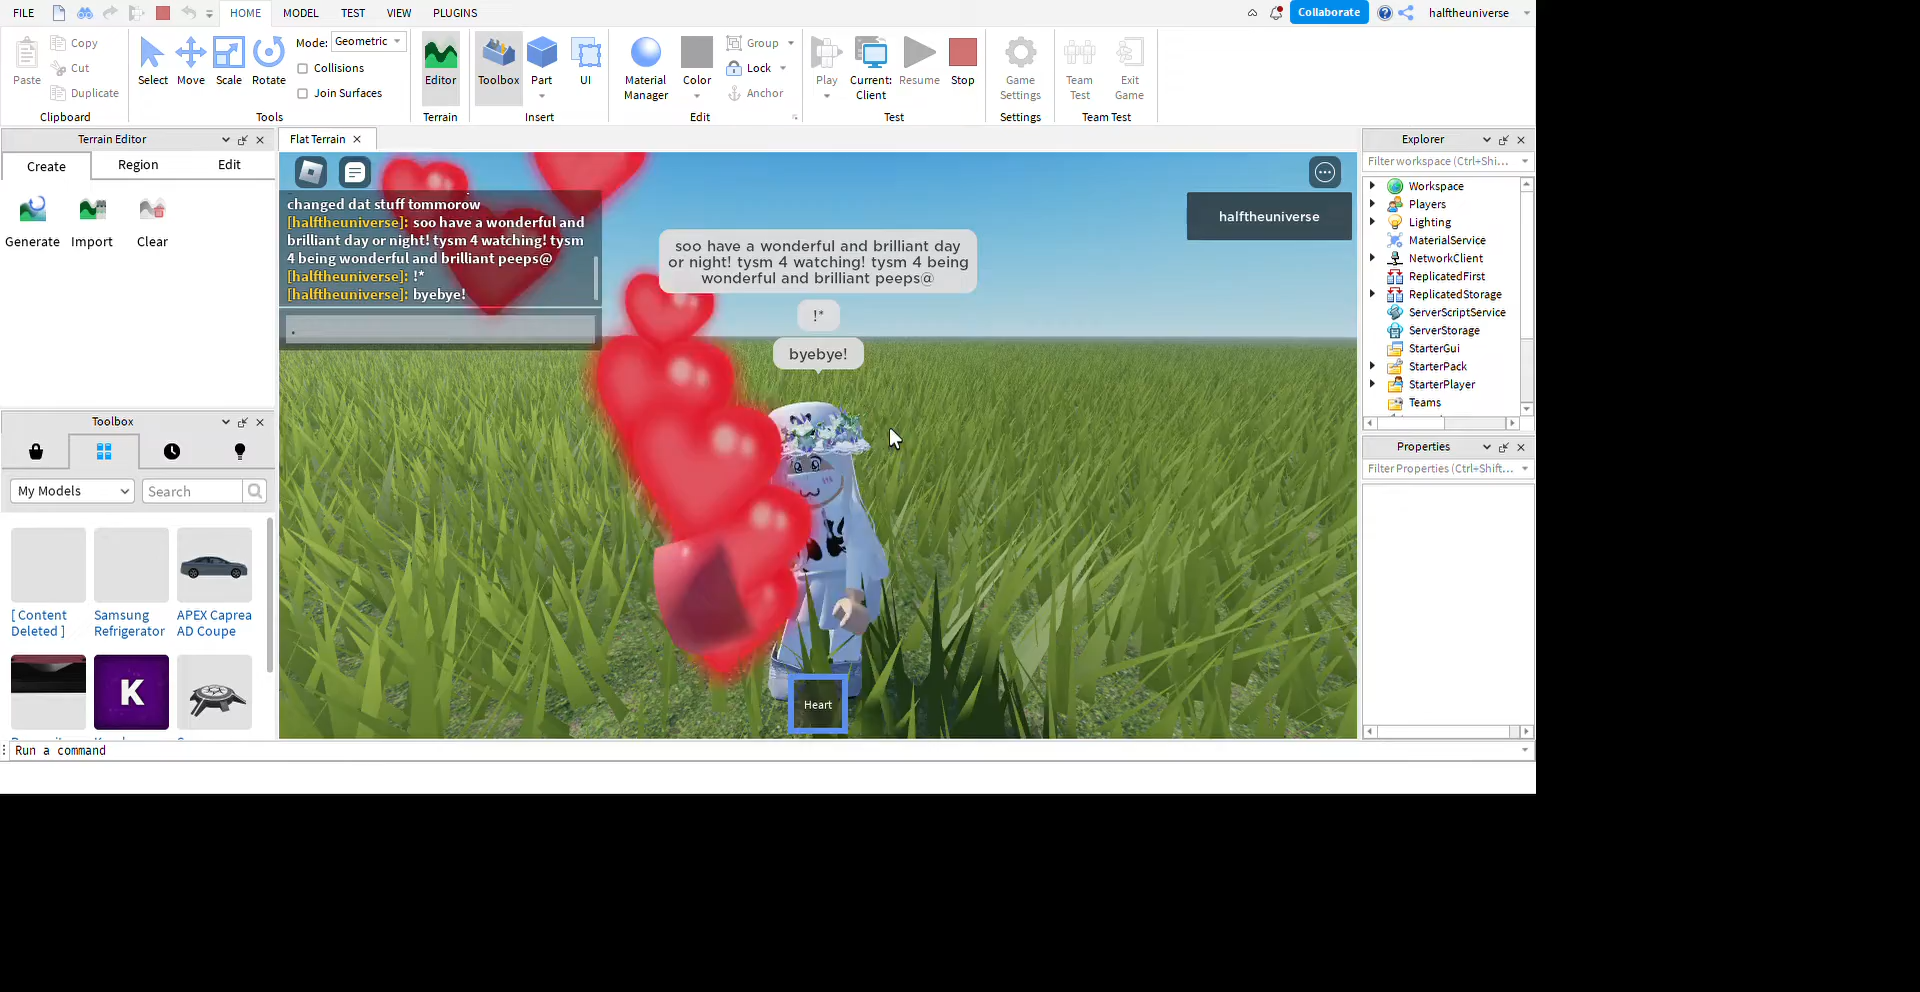 FILE
HOME
MODEL
TEST
VIEW
PLUGINS
Collaborate
halftheuniverse
Paste
Copy
Cut
Duplicate
Clipboard
Select
Move
Scale
Rotate
Mode: Geometric
Collisions
Join Surfaces
Tools
Editor
Terrain
Toolbox
Part
UI
Insert
Material
Manager
Color
Group
Lock
Anchor
Edit
Play
Current:
Client
Resume
Stop
Test
Game
Settings
Settings
Team
Test
Exit
Game
Team Test
Terrain Editor
Create
Region
Edit
Generate
Import
Clear
Toolbox
My Models
Search
[ Content
Deleted ]
Samsung
Refrigerator
APEX Caprea
AD Coupe
K
Run a command
Flat Terrain
changed dat stuff tommorow
[halftheuniverse]: soo have a wonderful and
brilliant day or night! tysm 4 watching! tysm
4 being wonderful and brilliant peeps@
[halftheuniverse]: !*
[halftheuniverse]: byebye!
.
soo have a wonderful and brilliant day
or night! tysm 4 watching! tysm 4 being
wonderful and brilliant peeps@
!*
byebye!
halftheuniverse
Heart
Explorer
Filter workspace (Ctrl+Shi...
Workspace
Players
Lighting
MaterialService
NetworkClient
ReplicatedFirst
ReplicatedStorage
ServerScriptService
ServerStorage
StarterGui
StarterPack
StarterPlayer
Teams
Properties
Filter Properties (Ctrl+Shift...